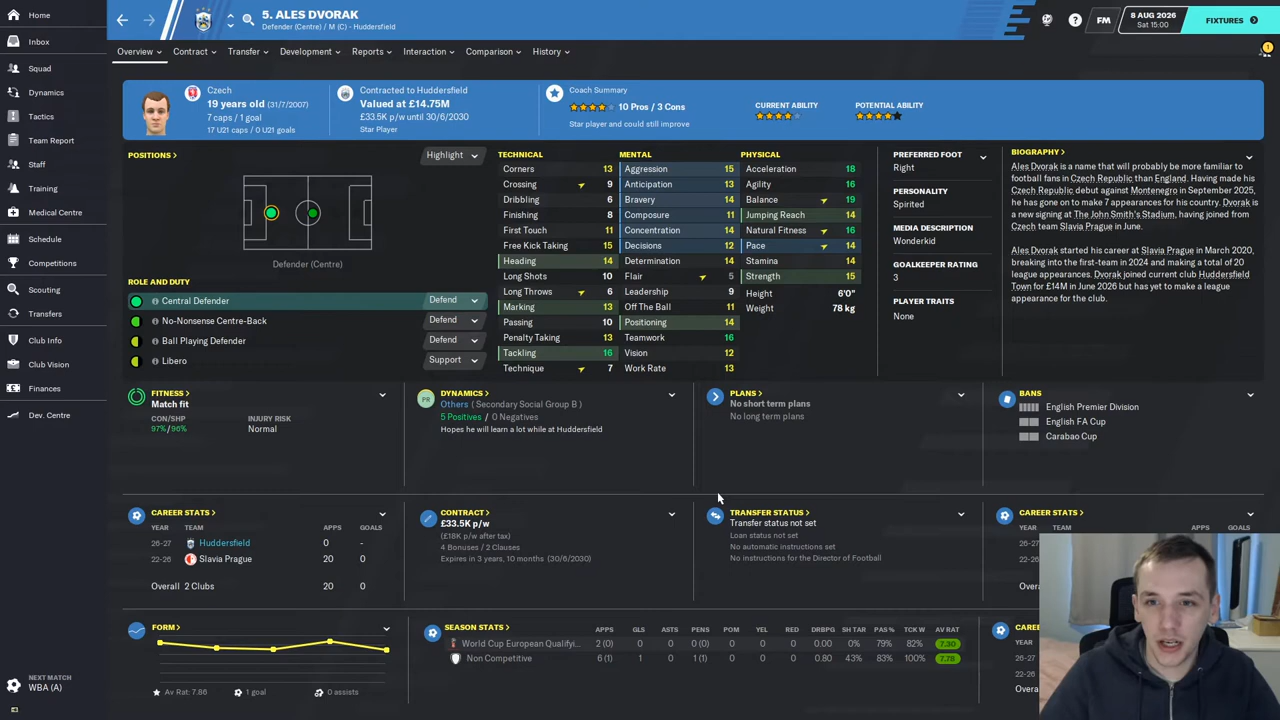 Home
Inbox
Squad
Dynamics
Tactics
Team Report
Staff
Training
Medical Centre
Schedule
Competitions
Scouting
Transfers
Club Info
Club Vision
Finances
Dev. Centre
NEXT MATCH
WBA (A)
5. ALES DVORAK
Defender (Centre) / M (C) - Huddersfield
FM
8 AUG 2026
Sat 15:00
FIXTURES
Overview
Contract
Transfer
Development
Reports
Interaction
Comparison
History
Czech
19 years old (31/7/2007)
7 caps / 1 goal
17 U21 caps / 0 U21 goals
Contracted to Huddersfield
Valued at £14.75M
£33.5K p/w until 30/6/2030
Star Player
Coach Summary
10 Pros / 3 Cons
Star player and could still improve
CURRENT ABILITY
POTENTIAL ABILITY
POSITIONS
Highlight
Defender (Centre)
ROLE AND DUTY
Central Defender Defend
No-Nonsense Centre-Back Defend
Ball Playing Defender Defend
Libero Support
TECHNICAL
Corners 13
Crossing 9
Dribbling 6
Finishing 8
First Touch 11
Free Kick Taking 15
Heading 14
Long Shots 10
Long Throws 6
Marking 13
Passing 10
Penalty Taking 13
Tackling 16
Technique 7
MENTAL
Aggression 15
Anticipation 13
Bravery 14
Composure 11
Concentration 14
Decisions 12
Determination 14
Flair 5
Leadership 9
Off The Ball 11
Positioning 14
Teamwork 16
Vision 12
Work Rate 13
PHYSICAL
Acceleration 18
Agility 16
Balance 19
Jumping Reach 14
Natural Fitness 16
Pace 14
Stamina 14
Strength 15
Height 6'0"
Weight 78 kg
PREFERRED FOOT
Right
PERSONALITY
Spirited
MEDIA DESCRIPTION
Wonderkid
GOALKEEPER RATING
3
PLAYER TRAITS
None
BIOGRAPHY
Ales Dvorak is a name that will probably be more familiar to
football fans in Czech Republic than England. Having made his
Czech Republic debut against Montenegro in September 2025,
he has gone on to make 7 appearances for his country. Dvorak
is a new signing at The John Smith's Stadium, having joined
from Czech team Slavia Prague in June.
Ales Dvorak started his career at Slavia Prague in March 2020,
breaking into the first-team in 2024 and making a total of 20
league appearances. Dvorak joined current club Huddersfield
Town for £14M in June 2026 but has yet to make a league
appearance for the club.
FITNESS
Match fit
CON/SHP
97%/96%
INJURY RISK
Normal
DYNAMICS
PR
Others ( Secondary Social Group B )
5 Positives / 0 Negatives
Hopes he will learn a lot while at Huddersfield
PLANS
No short term plans
No long term plans
BANS
English Premier Division
English FA Cup
Carabao Cup
CAREER STATS
YEAR TEAM APPS GOALS
26-27 Huddersfield 0 -
22-26 Slavia Prague 20 0
Overall 2 Clubs 20 0
CONTRACT
£33.5K p/w
(£18K p/w after tax)
4 Bonuses / 2 Clauses
Expires in 3 years, 10 months (30/6/2030)
TRANSFER STATUS
Transfer status not set
Loan status not set
No automatic instructions set
No instructions for the Director of Football
CAREER STATS
YEAR TEAM APPS GOALS
26-27
22-26
FORM
Av Rat: 7.86
1 goal
0 assists
SEASON STATS
APPS GLS ASTS PENS POM YEL RED DRBPG SH TAR PAS% TCK W AV RAT
World Cup European Qualifyi... 2 (0) 0 0 0 (0) 0 0 0 0.00 0% 79% 82% 7.30
Non Competitive 6 (1) 1 0 1 (1) 0 0 0 0.80 43% 83% 100% 7.78
YEAR
26-27
22-26